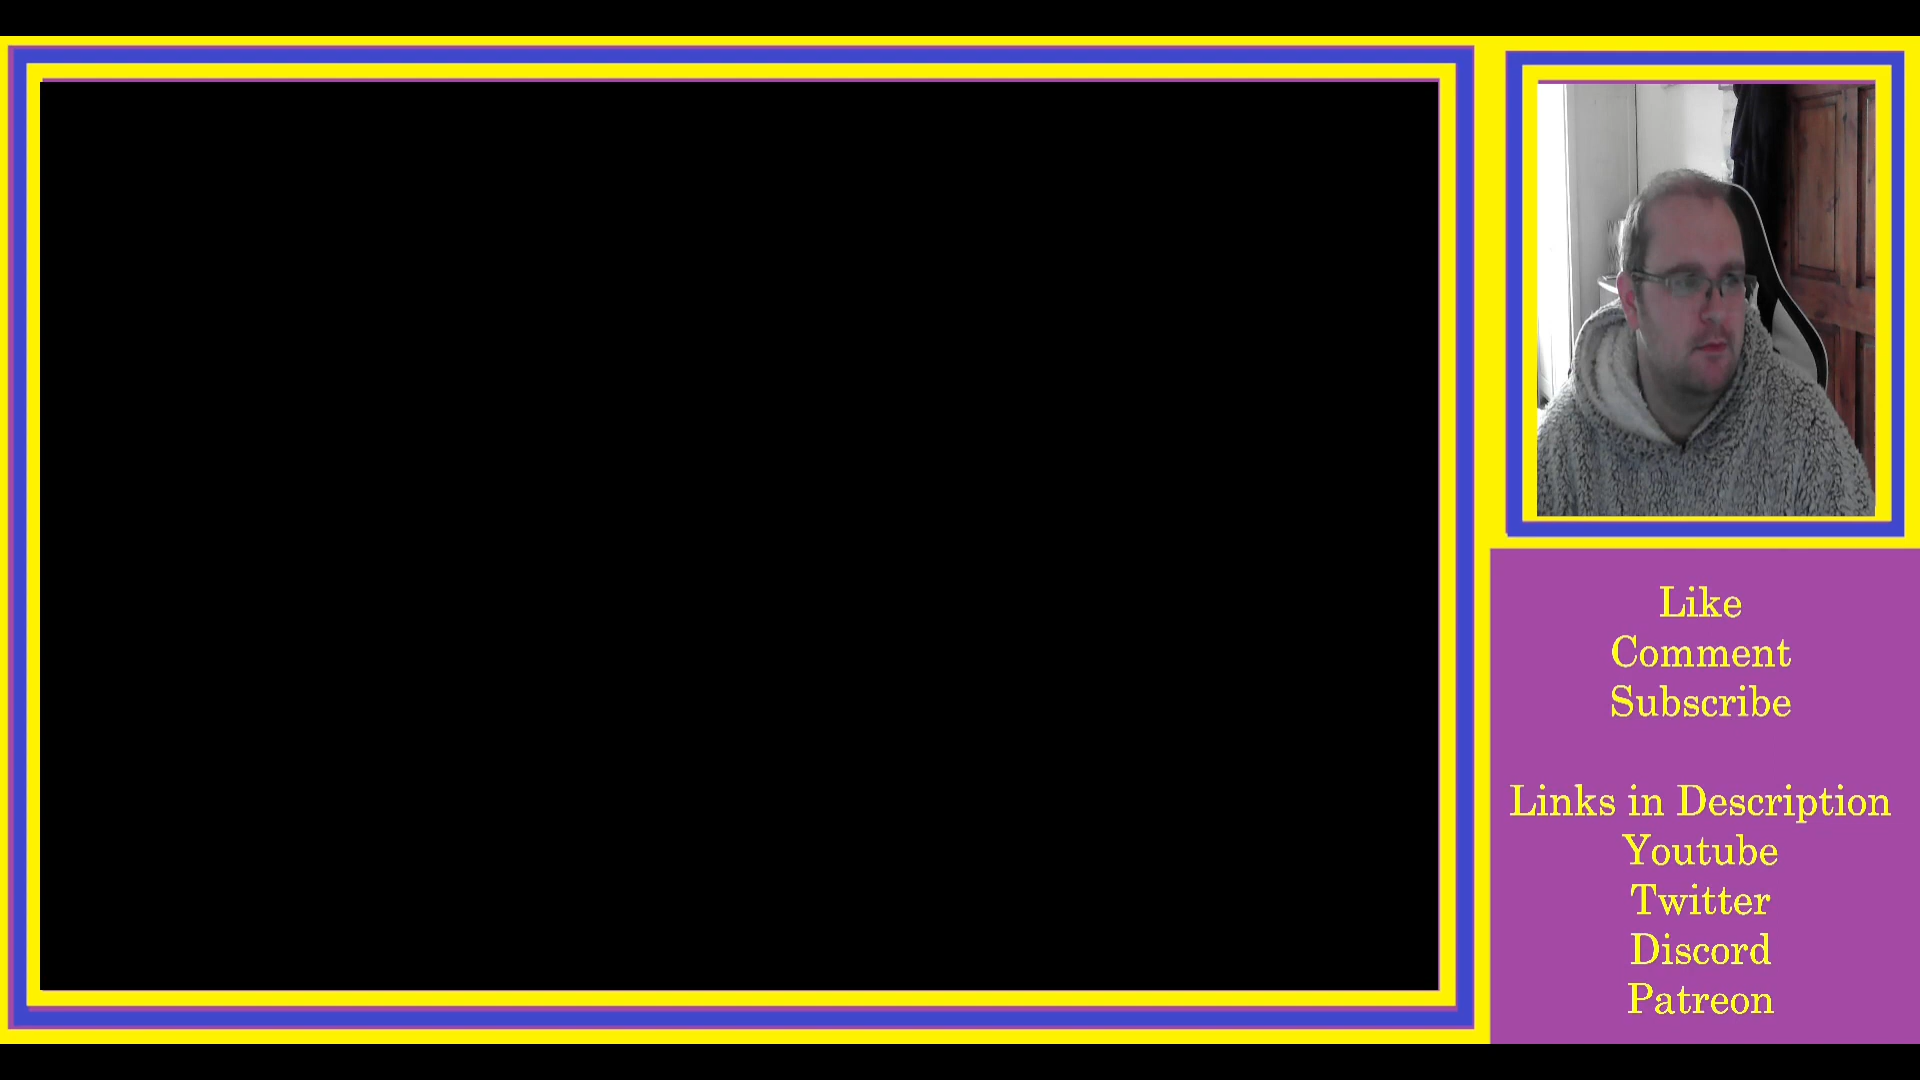 Like
Comment
Subscribe
Links in Description
Youtube
Twitter
Discord
Patreon